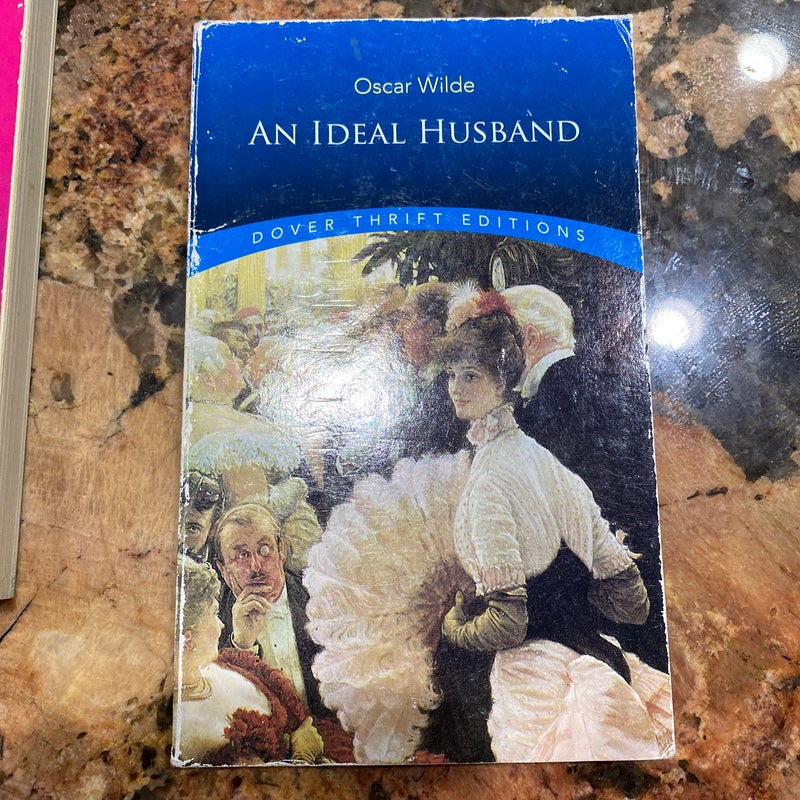 Oscar Wilde
AN IDEAL HUSBAND
DOVER THRIFT EDITIONS